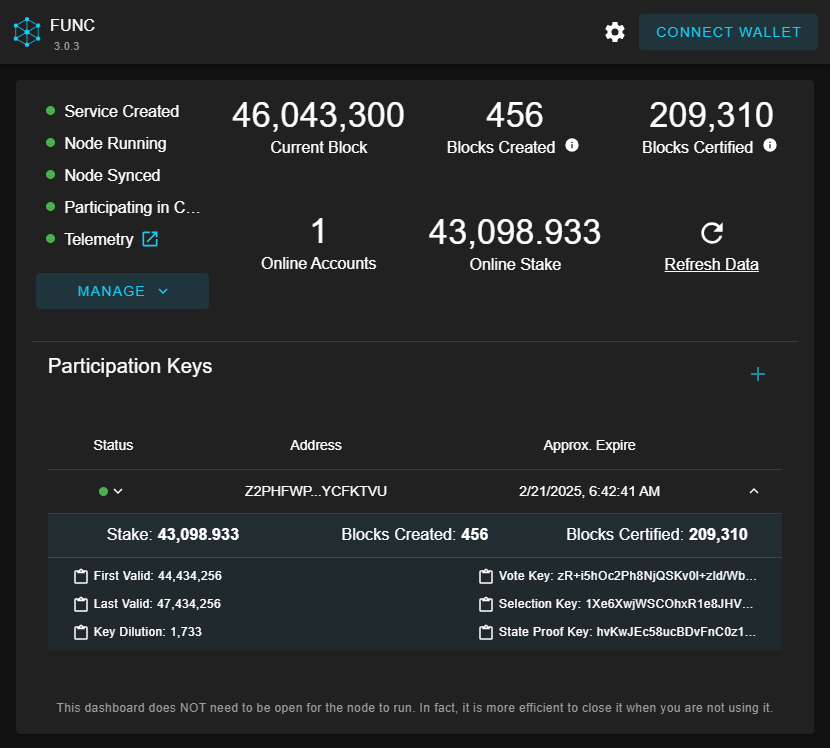 FUNC
3.0.3
CONNECT WALLET
Service Created
Node Running
Node Synced
Participating in C...
Telemetry
MANAGE
46,043,300
Current Block
456
Blocks Created
209,310
Blocks Certified
1
Online Accounts
43,098.933
Online Stake
Refresh Data
Participation Keys
Status Address Approx. Expire
Z2PHFWP...YCFKTVU 2/21/2025, 6:42:41 AM
Stake: 43,098.933 Blocks Created: 456 Blocks Certified: 209,310
First Valid: 44,434,256
Last Valid: 47,434,256
Key Dilution: 1,733
Vote Key: zR+i5hOc2Ph8NjQSKv0I+zId/Wb...
Selection Key: 1Xe6XwjWSCOhxR1e8JHV...
State Proof Key: hvKwJEc58ucBDvFnC0z1...
This dashboard does NOT need to be open for the node to run. In fact, it is more efficient to close it when you are not using it.